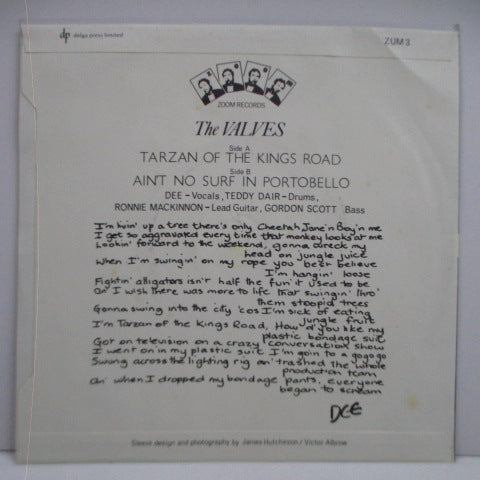 dp delga press limited
ZUM 3
ZOOM RECORDS
The VALVES
Side A
TARZAN OF THE KINGS ROAD
Side B
AIN'T NO SURF IN PORTOBELLO
DEE – Vocals, TEDDY DAIR – Drums,
RONNIE MACKINNON – Lead Guitar, GORDON SCOTT Bass
I'm livin' up a tree there's only Cheetah Jane 'n Boy 'n me
I get so aggravated every time that monkey looks at me
Lookin' forward to the weekend, gonna wreck my
head on jungle juice
When I'm swingin' on my rope you beer believe
I'm hangin' loose
Fightin' alligators isn't half the fun it used to be
Oh I wish there was more to life that swingin' thro'
them stoopid trees
Gonna swing into the city 'cos I'm sick of eating
jungle fruit
I'm Tarzan of the Kings Road, How d'you like my
plastic bondage suit
Got on television on a crazy conversation show
I went on in my plastic suit I'm goin to a gogogo
Swung across the lighting rig an' trashed the whole
production team
An' when I dropped my bondage pants, everyone
began to scream
DEE
Sleeve design and photography by James Hutcheson / Victor Albrow